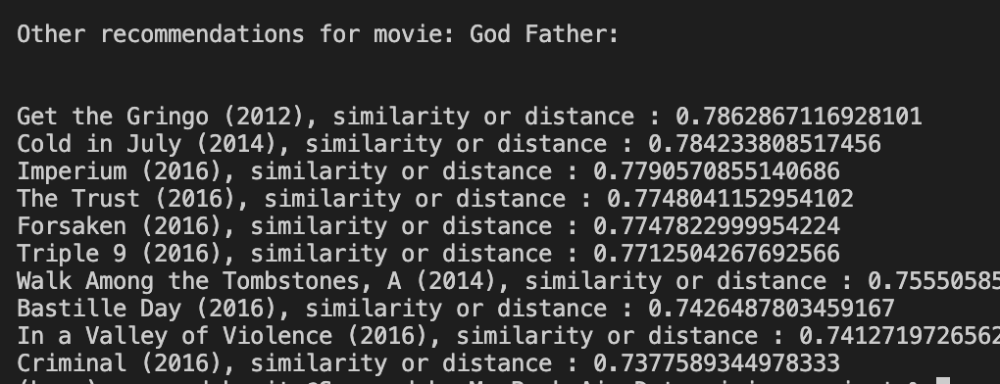 Other recommendations for movie: God Father:
Get the Gringo (2012), similarity or distance : 0.7862867116928101
Cold in July (2014), similarity or distance : 0.784233808517456
Imperium (2016), similarity or distance : 0.7790570855140686
The Trust (2016), similarity or distance : 0.7748041152954102
Forsaken (2016), similarity or distance : 0.7747822999954224
Triple 9 (2016), similarity or distance : 0.7712504267692566
Walk Among the Tombstones, A (2014), similarity or distance : 0.75550585
Bastille Day (2016), similarity or distance : 0.7426487803459167
In a Valley of Violence (2016), similarity or distance : 0.7412719726562
Criminal (2016), similarity or distance : 0.7377589344978333